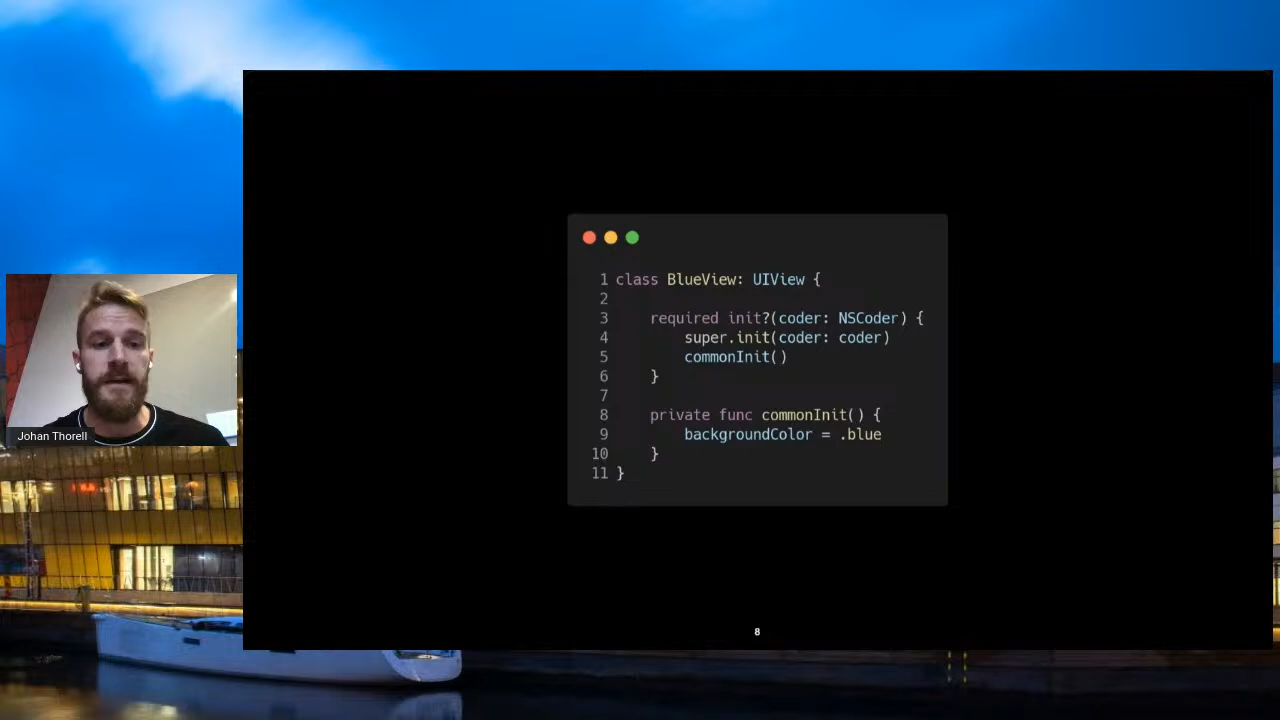 1 class BlueView: UIView {
2
3     required init?(coder: NSCoder) {
4         super.init(coder: coder)
5         commonInit()
6     }
7
8     private func commonInit() {
9         backgroundColor = .blue
10     }
11 }
Johan Thorell
8